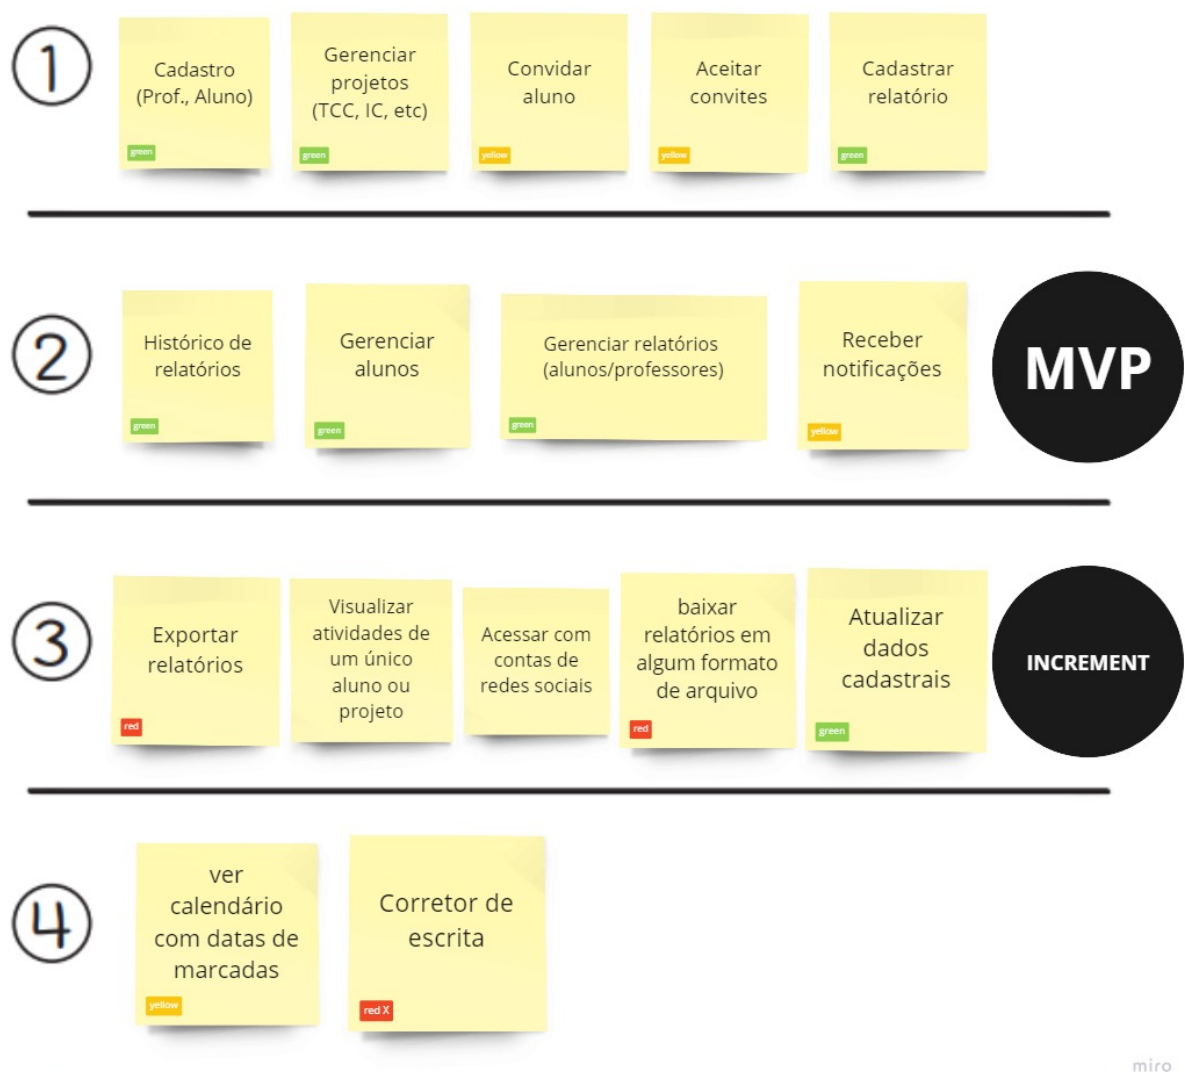 1
Cadastro
(Prof., Aluno)
green
Gerenciar
projetos
(TCC, IC, etc)
green
Convidar
aluno
yellow
Aceitar
convites
yellow
Cadastrar
relatório
green
2
Histórico de
relatórios
green
Gerenciar
alunos
green
Gerenciar relatórios
(alunos/professores)
green
Receber
notificações
yellow
MVP
3
Exportar
relatórios
red
Visualizar
atividades de
um único
aluno ou
projeto
Acessar com
contas de
redes sociais
baixar
relatórios em
algum formato
de arquivo
red
Atualizar
dados
cadastrais
green
INCREMENT
4
ver
calendário
com datas de
marcadas
yellow
Corretor de
escrita
red X
miro